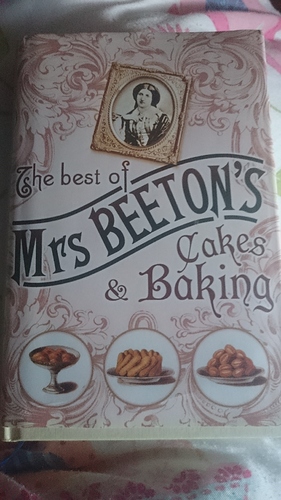 The best of
Mrs BEETON'S
Cakes
& Baking